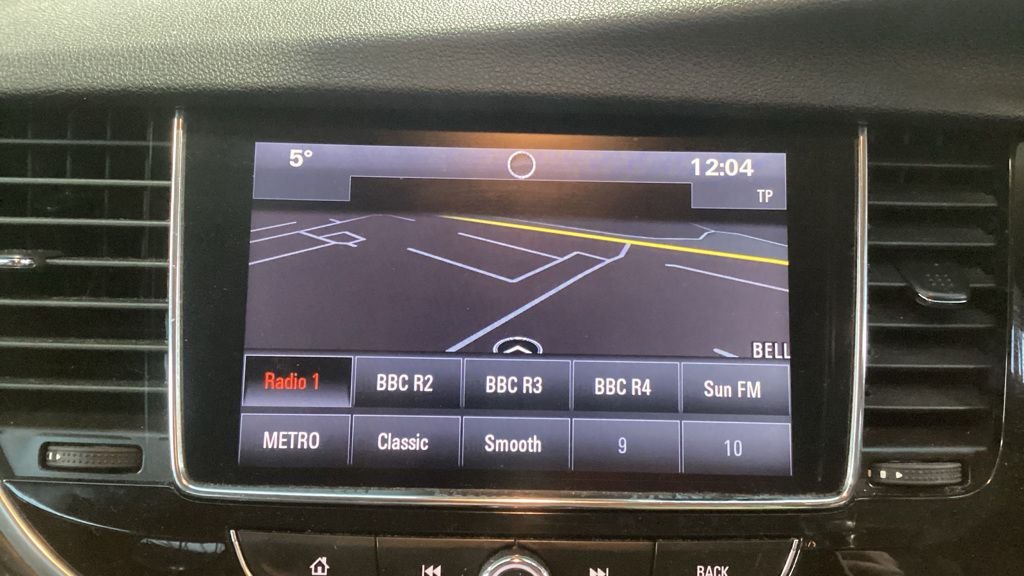 5° 12:04
TP
BELL
Radio 1 BBC R2 BBC R3 BBC R4 Sun FM
METRO Classic Smooth 9 10
BACK